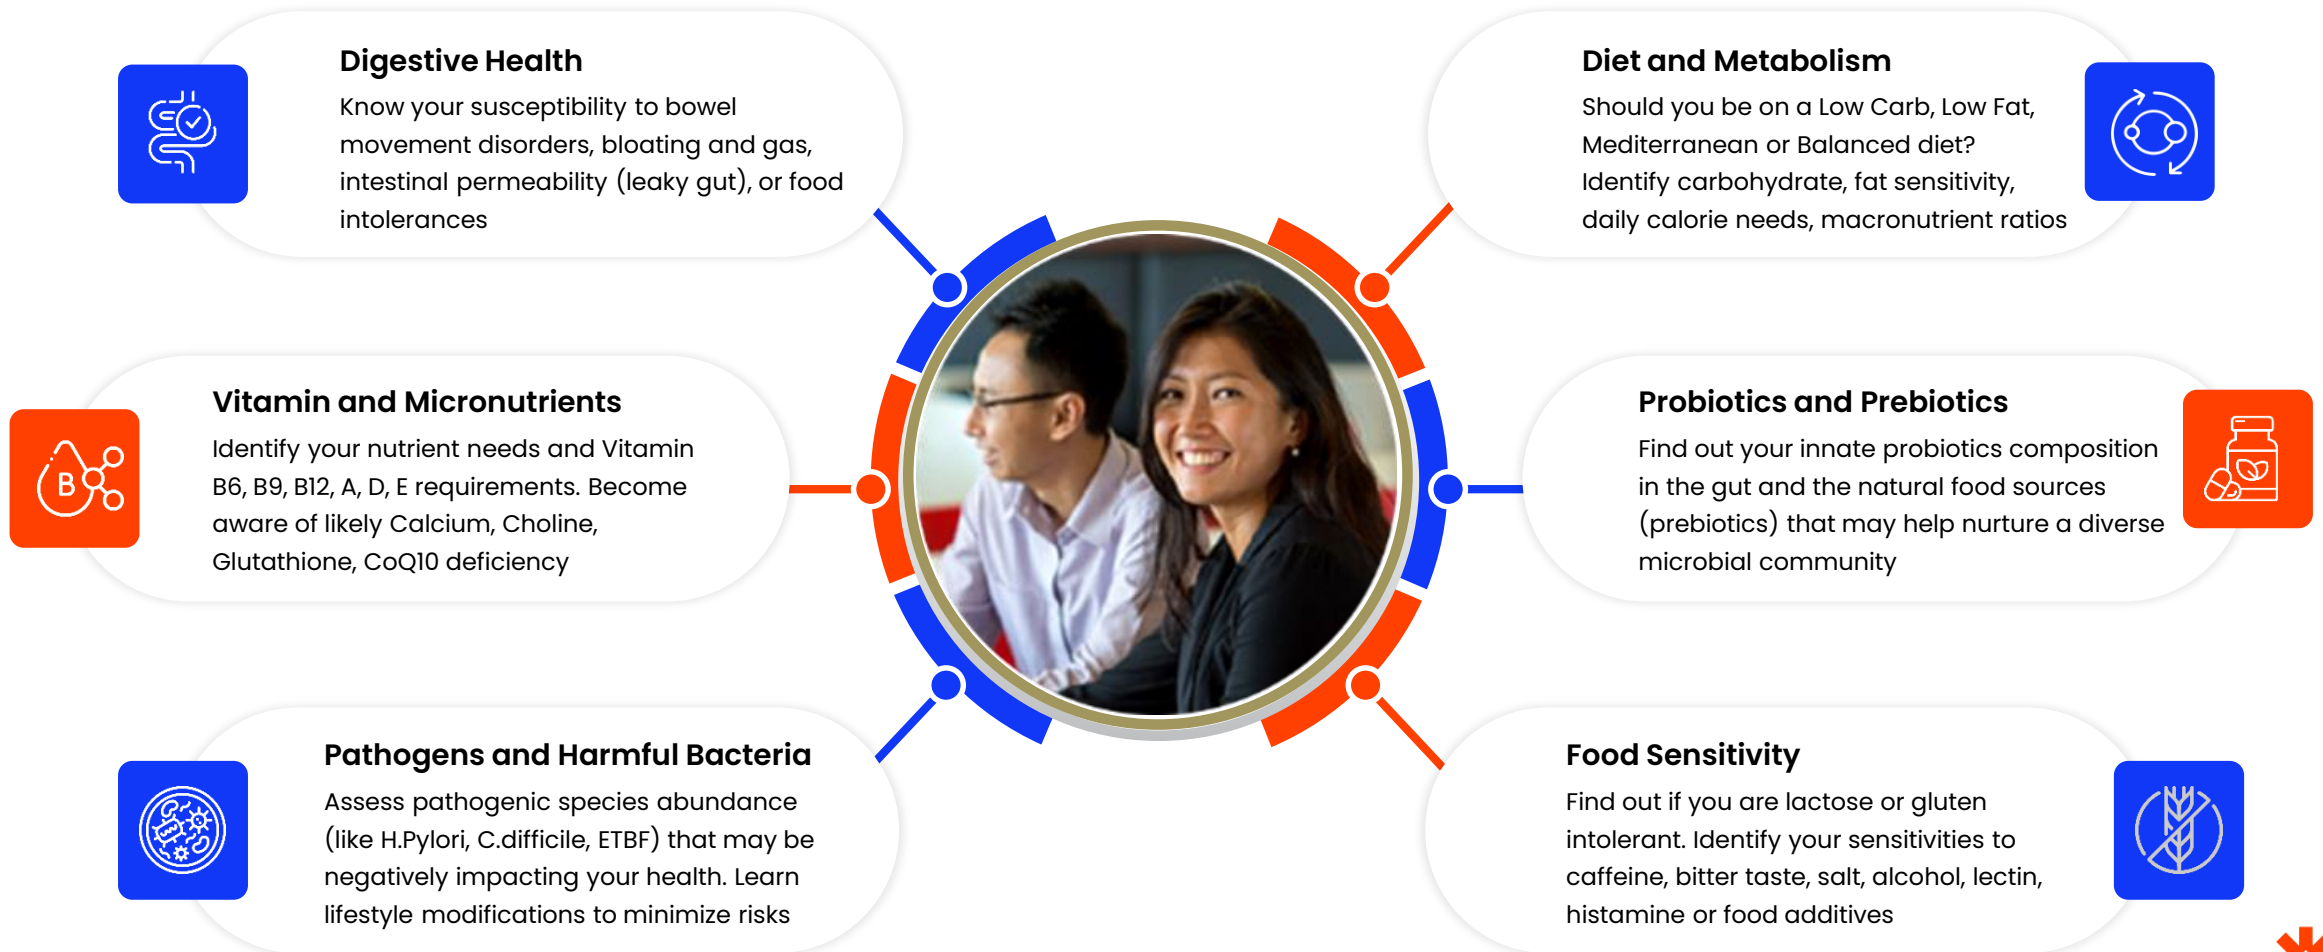 Digestive Health
Know your susceptibility to bowel
movement disorders, bloating and gas,
intestinal permeability (leaky gut), or food
intolerances
Diet and Metabolism
Should you be on a Low Carb, Low Fat,
Mediterranean or Balanced diet?
Identify carbohydrate, fat sensitivity,
daily calorie needs, macronutrient ratios
Vitamin and Micronutrients
Identify your nutrient needs and Vitamin
B6, B9, B12, A, D, E requirements. Become
aware of likely Calcium, Choline,
Glutathione, CoQ10 deficiency
B
Probiotics and Prebiotics
Find out your innate probiotics composition
in the gut and the natural food sources
(prebiotics) that may help nurture a diverse
microbial community
Pathogens and Harmful Bacteria
Assess pathogenic species abundance
(like H.Pylori, C.difficile, ETBF) that may be
negatively impacting your health. Learn
lifestyle modifications to minimize risks
Food Sensitivity
Find out if you are lactose or gluten
intolerant. Identify your sensitivities to
caffeine, bitter taste, salt, alcohol, lectin,
histamine or food additives